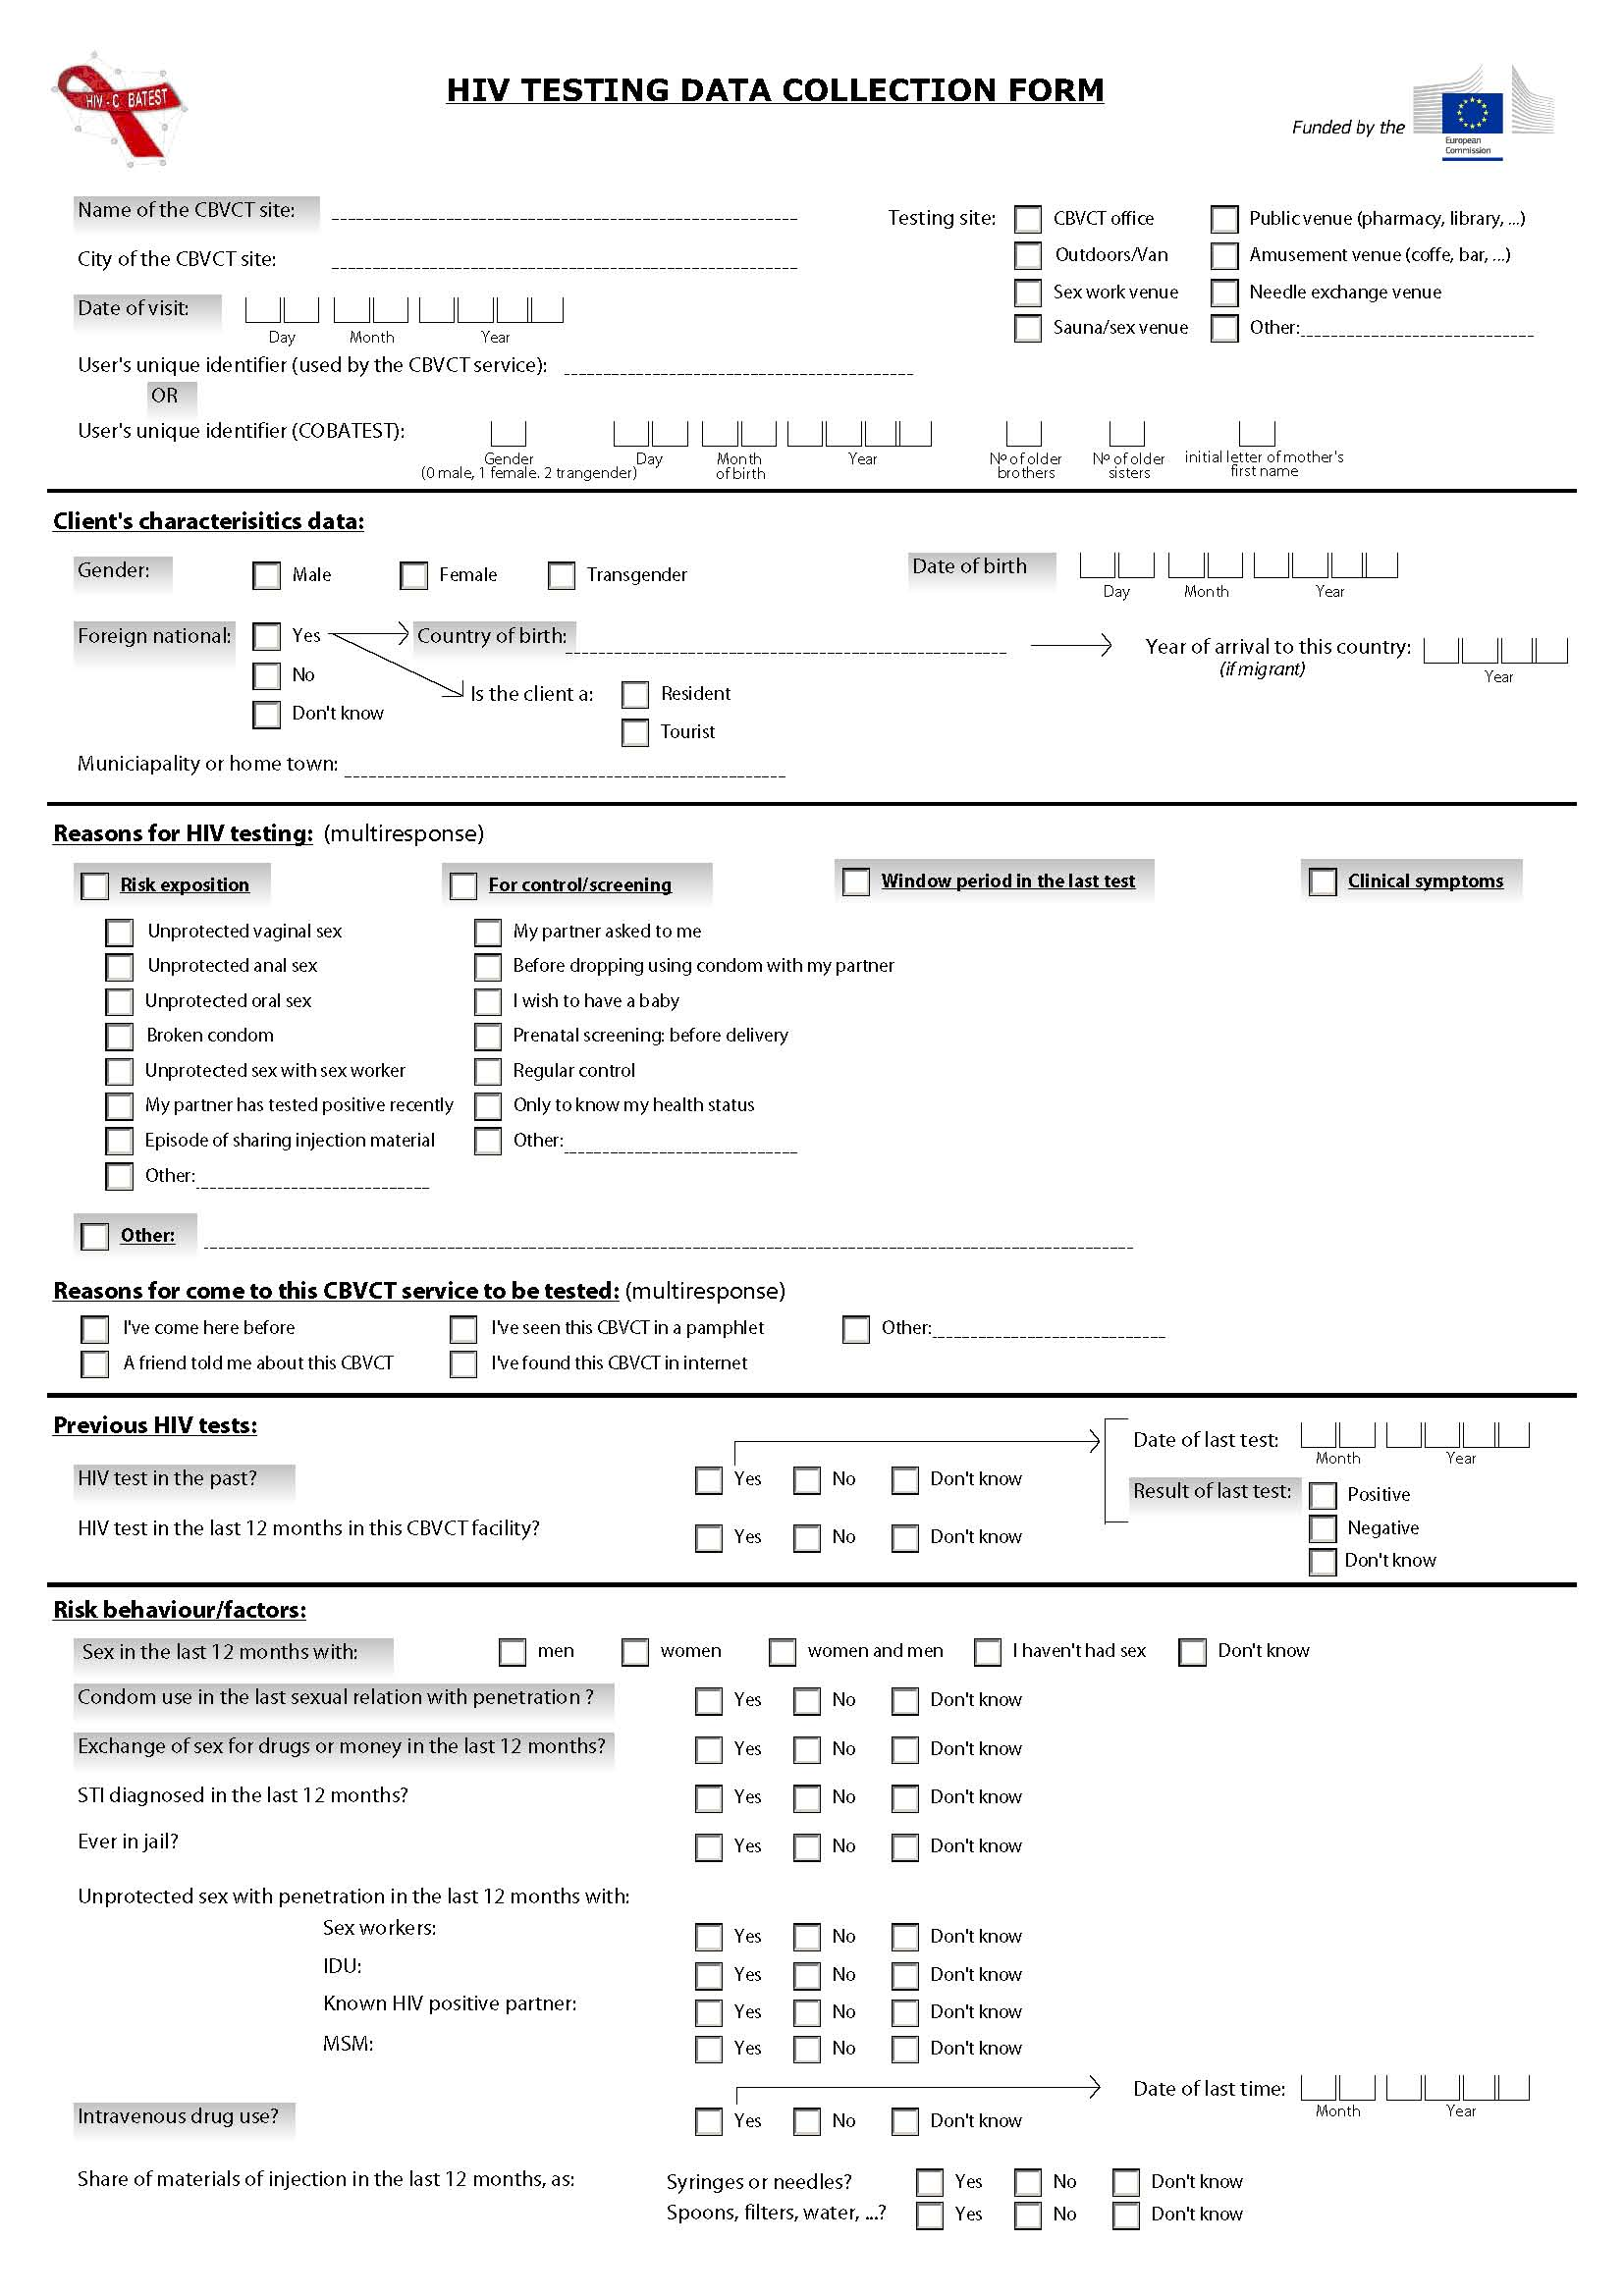 HIV - COBATEST
HIV TESTING DATA COLLECTION FORM
Funded by the
European
Commission
Name of the CBVCT site:
City of the CBVCT site:
Date of visit:
Day Month Year
Testing site:
CBVCT office Public venue (pharmacy, library, ...)
Outdoors/Van Amusement venue (coffe, bar, ...)
Sex work venue Needle exchange venue
Sauna/sex venue Other:
User's unique identifier (used by the CBVCT service):
OR
User's unique identifier (COBATEST):
Gender Day Month Year Nº of older Nº of older initial letter of mother's
(0 male, 1 female. 2 trangender) of birth brothers sisters first name
Client's characterisitics data:
Gender: Male Female Transgender Date of birth
Day Month Year
Foreign national: Yes Country of birth: Year of arrival to this country:
(if migrant) Year
No
Is the client a: Resident
Don't know
Tourist
Municiapality or home town:
Reasons for HIV testing: (multiresponse)
Risk exposition For control/screening Window period in the last test Clinical symptoms
Unprotected vaginal sex My partner asked to me
Unprotected anal sex Before dropping using condom with my partner
Unprotected oral sex I wish to have a baby
Broken condom Prenatal screening: before delivery
Unprotected sex with sex worker Regular control
My partner has tested positive recently Only to know my health status
Episode of sharing injection material Other:
Other:
Other:
Reasons for come to this CBVCT service to be tested: (multiresponse)
I've come here before I've seen this CBVCT in a pamphlet Other:
A friend told me about this CBVCT I've found this CBVCT in internet
Previous HIV tests:
Date of last test:
Month Year
HIV test in the past? Yes No Don't know
Result of last test: Positive
HIV test in the last 12 months in this CBVCT facility? Yes No Don't know
Negative
Don't know
Risk behaviour/factors:
Sex in the last 12 months with: men women women and men I haven't had sex Don't know
Condom use in the last sexual relation with penetration ? Yes No Don't know
Exchange of sex for drugs or money in the last 12 months? Yes No Don't know
STI diagnosed in the last 12 months? Yes No Don't know
Ever in jail? Yes No Don't know
Unprotected sex with penetration in the last 12 months with:
Sex workers: Yes No Don't know
IDU: Yes No Don't know
Known HIV positive partner: Yes No Don't know
MSM: Yes No Don't know
Date of last time:
Month Year
Intravenous drug use? Yes No Don't know
Share of materials of injection in the last 12 months, as: Syringes or needles? Yes No Don't know
Spoons, filters, water, ...? Yes No Don't know